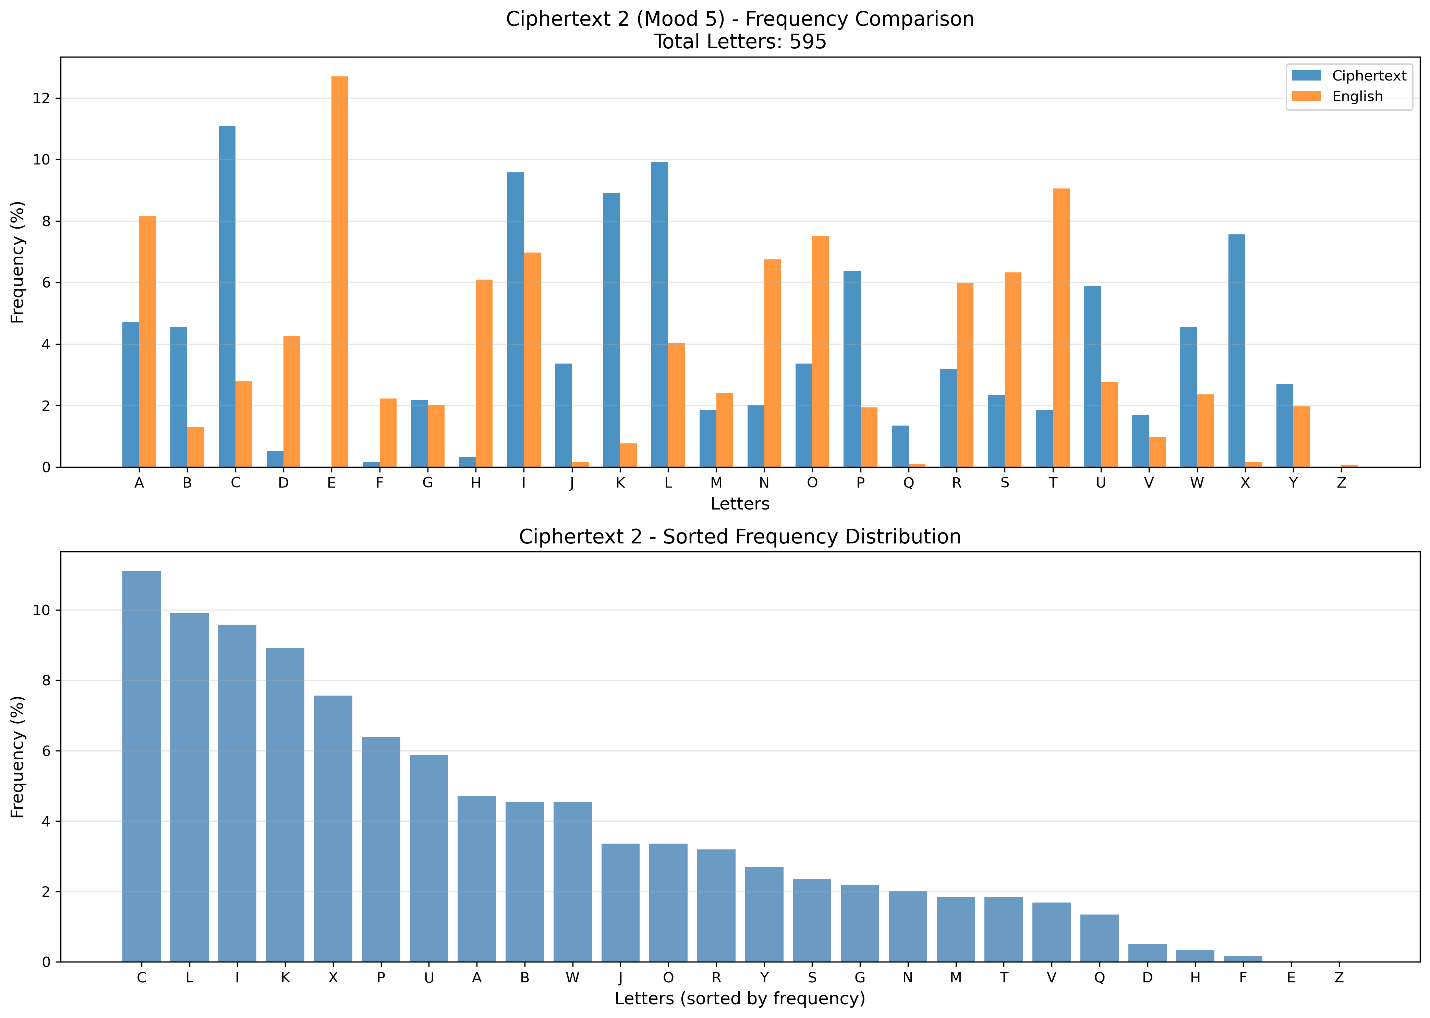 Ciphertext 2 (Mood 5) - Frequency Comparison
Total Letters: 595
Ciphertext
English
Frequency (%)
12
10
8
6
4
2
0
A B C D E F G H I J K L M N O P Q R S T U V W X Y Z
Letters
Ciphertext 2 - Sorted Frequency Distribution
Frequency (%)
10
8
6
4
2
0
C L I K X P U A B W J O R Y S G N M T V Q D H F E Z
Letters (sorted by frequency)